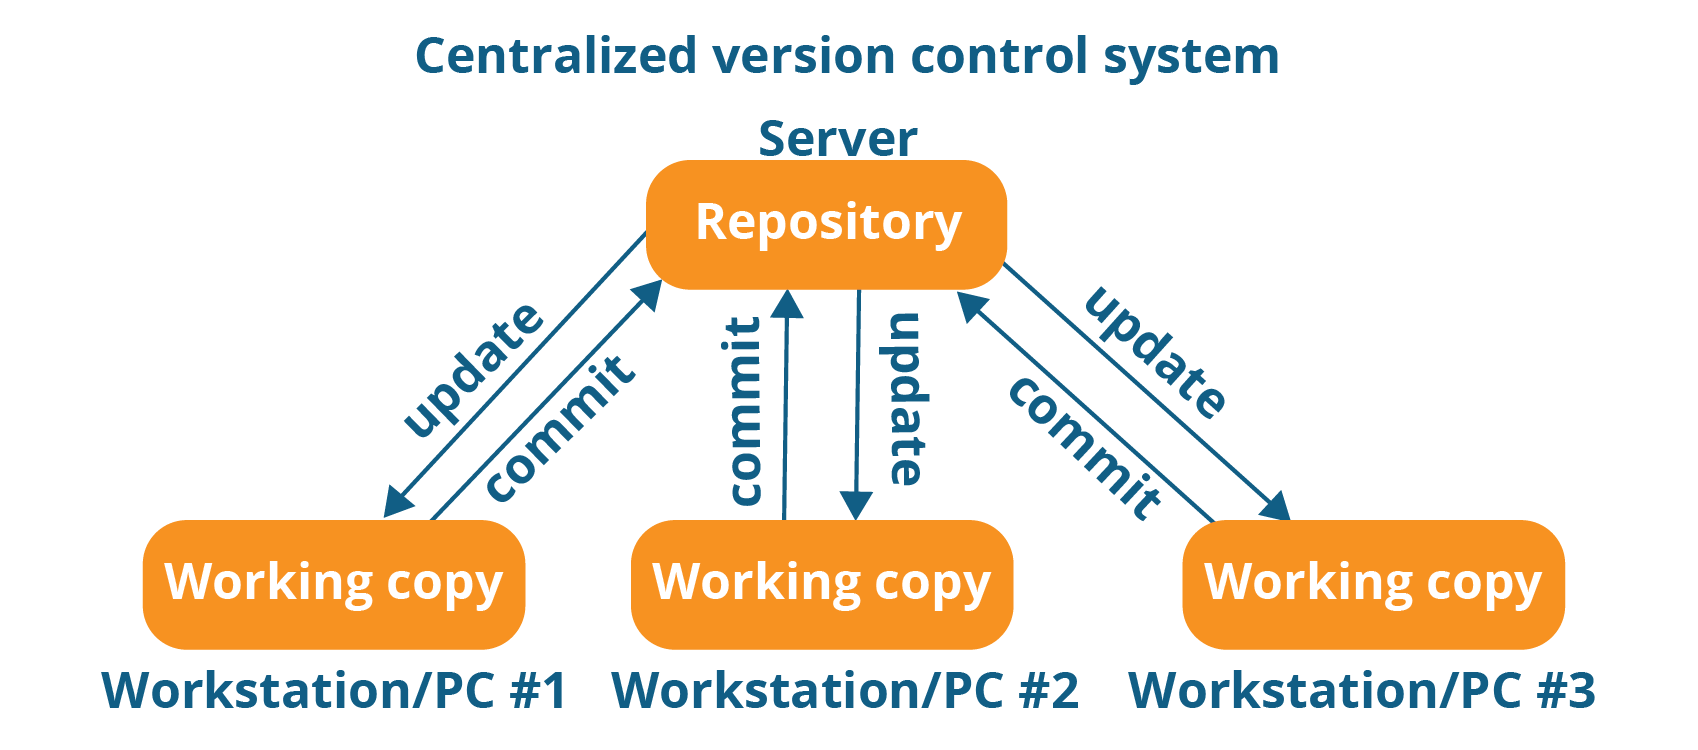 Centralized version control system
Server
Repository
update
commit
commit
update
update
commit
Working copy
Working copy
Working copy
Workstation/PC #1
Workstation/PC #2
Workstation/PC #3